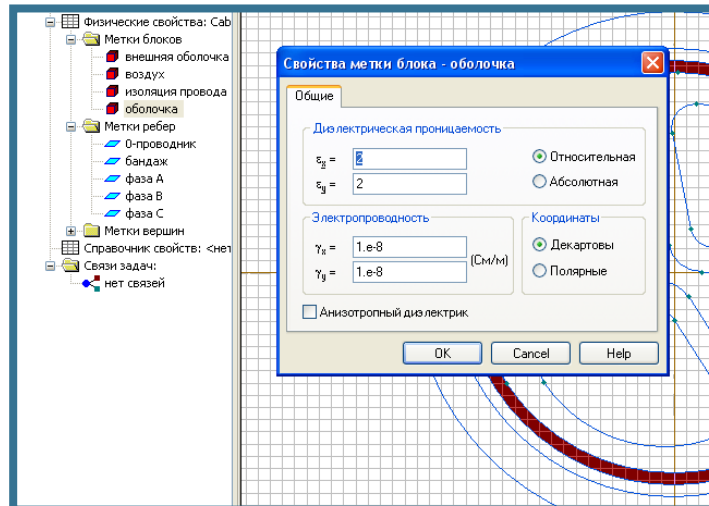 Физические свойства: Cab
Метки блоков
внешняя оболочка
воздух
изоляция провода
оболочка
Метки ребер
0-проводник
бандаж
фаза A
фаза B
фаза C
Метки вершин
Справочник свойств: <нет
Связи задач:
нет связей
Свойства метки блока - оболочка
Общие
Диэлектрическая проницаемость
εx = 2
εy = 2
Относительная
Абсолютная
Электропроводность
γx = 1.e-8
γy = 1.e-8
(См/м)
Координаты
Декартовы
Полярные
Анизотропный диэлектрик
OK Cancel Help